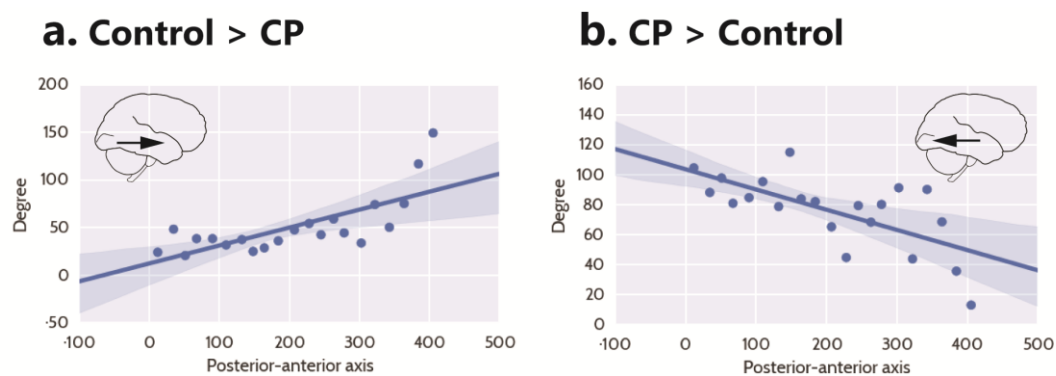 a. Control > CP
200
150
100
50
0
-50
-100 0 100 200 300 400 500
Degree
Posterior-anterior axis
b. CP > Control
160
140
120
100
80
60
40
20
0
-100 0 100 200 300 400 500
Degree
Posterior-anterior axis